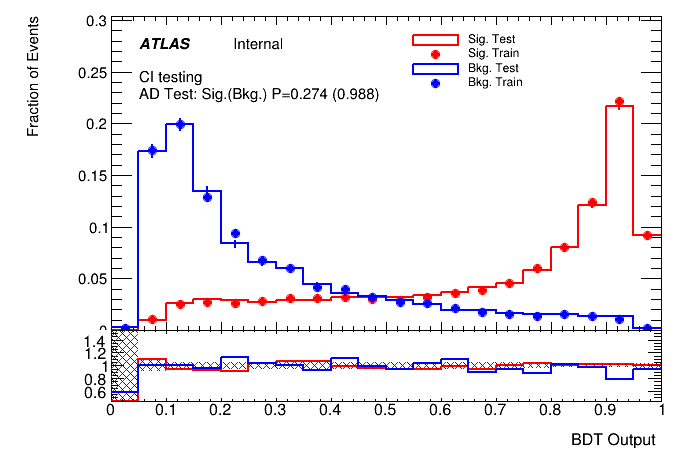 Fraction of Events
0.3
0.25
0.2
0.15
0.1
0.05
0
ATLAS Internal
CI testing
AD Test: Sig.(Bkg.) P=0.274 (0.988)
Sig. Test
Sig. Train
Bkg. Test
Bkg. Train
1.4
1.2
1
0.8
0.6
0 0.1 0.2 0.3 0.4 0.5 0.6 0.7 0.8 0.9 1
BDT Output